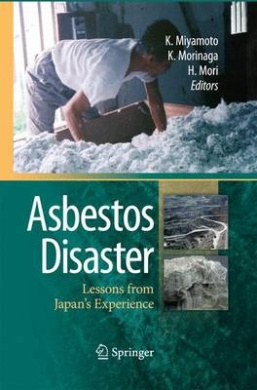 K. Miyamoto
K. Morinaga
H. Mori
Editors
Asbestos
Disaster
Lessons from
Japan's Experience
Springer